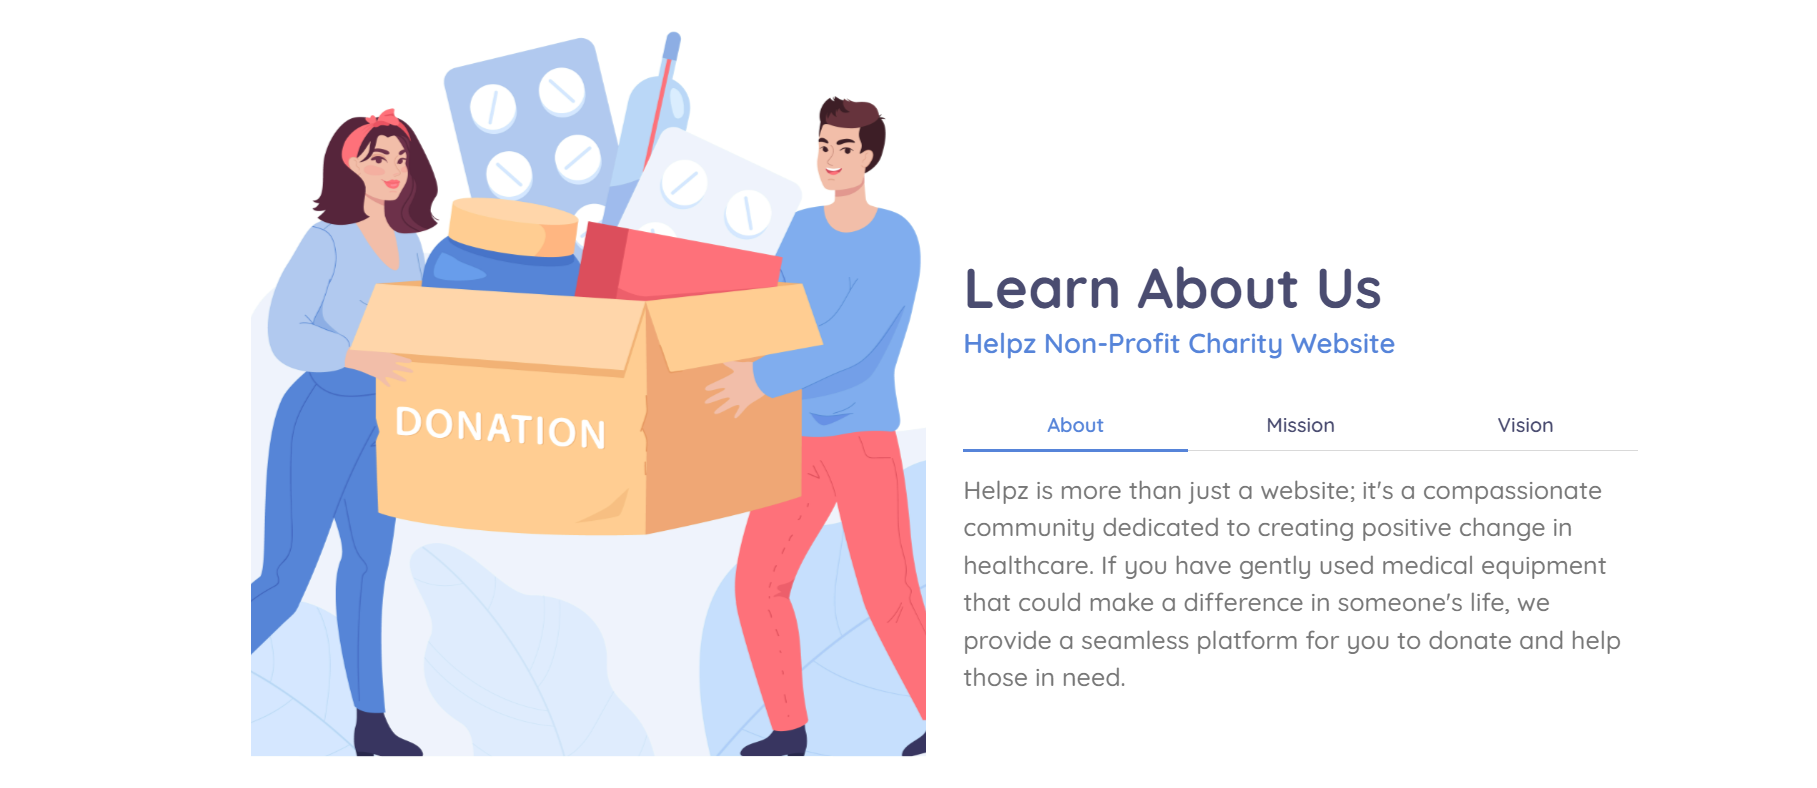 DONATION
Learn About Us
Helpz Non-Profit Charity Website
About Mission Vision
Helpz is more than just a website; it's a compassionate
community dedicated to creating positive change in
healthcare. If you have gently used medical equipment
that could make a difference in someone's life, we
provide a seamless platform for you to donate and help
those in need.